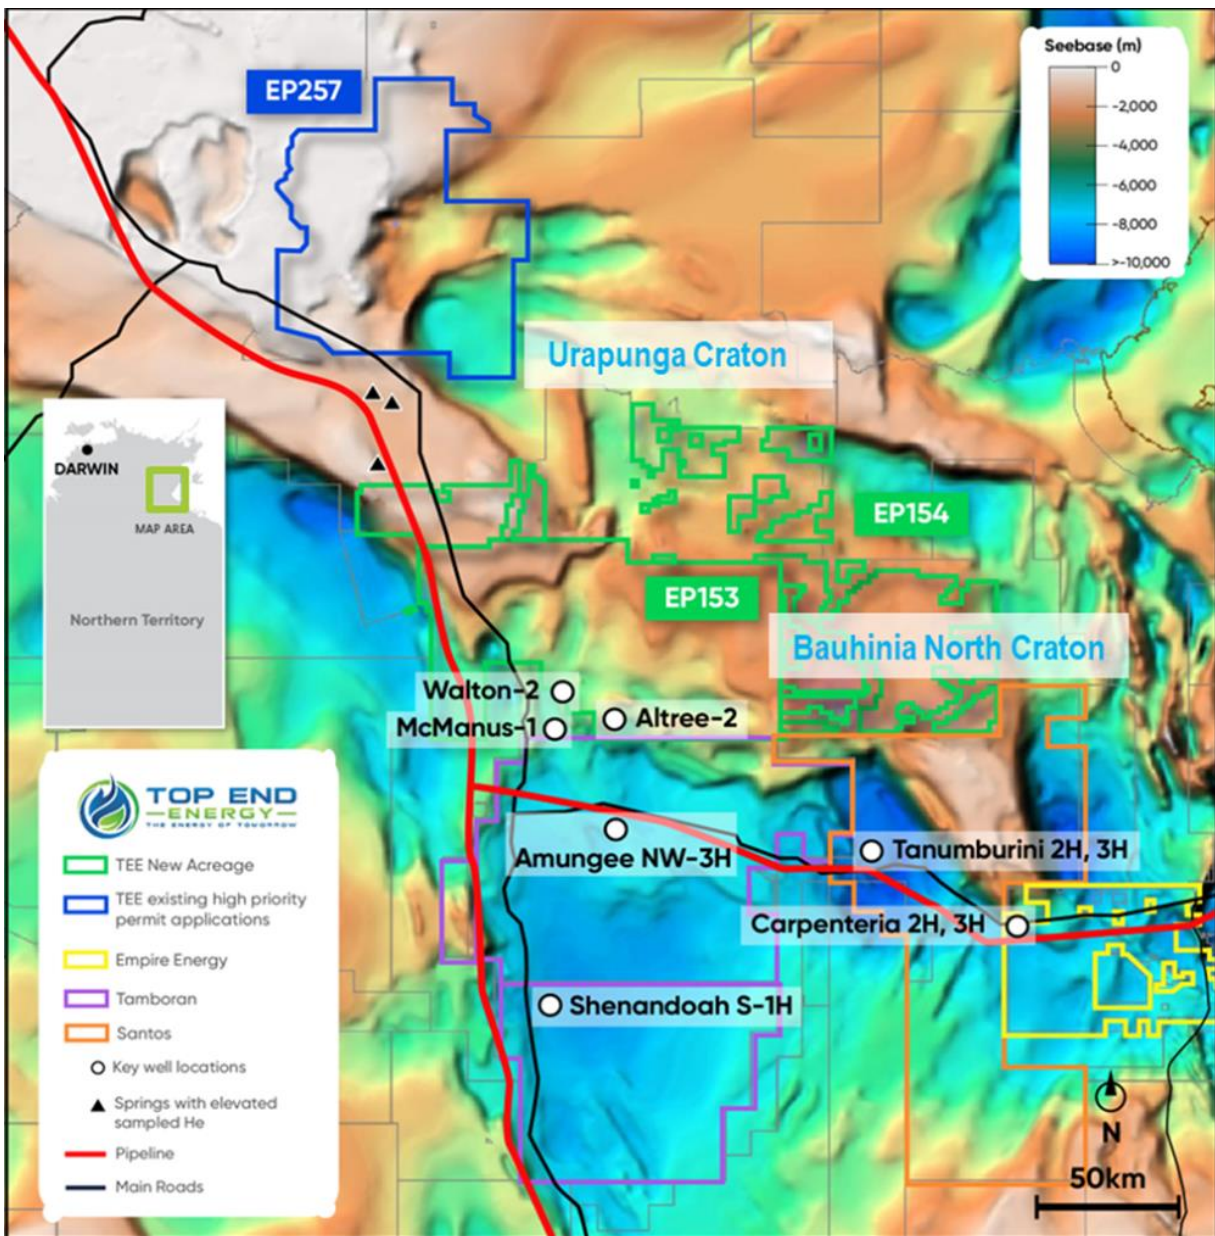 EP257
Seebase (m)
0
-2,000
-4,000
-6,000
-8,000
>-10,000
Urapunga Craton
DARWIN
MAP AREA
Northern Territory
EP154
EP153
Bauhinia North Craton
Walton-2
McManus-1
Altree-2
Amungee NW-3H
Tanumburini 2H, 3H
Carpenteria 2H, 3H
Shenandoah S-1H
TOP END
ENERGY
THE ENERGY OF TOMORROW
TEE New Acreage
TEE existing high priority
permit applications
Empire Energy
Tamboran
Santos
Key well locations
Springs with elevated
sampled He
Pipeline
Main Roads
N
50km